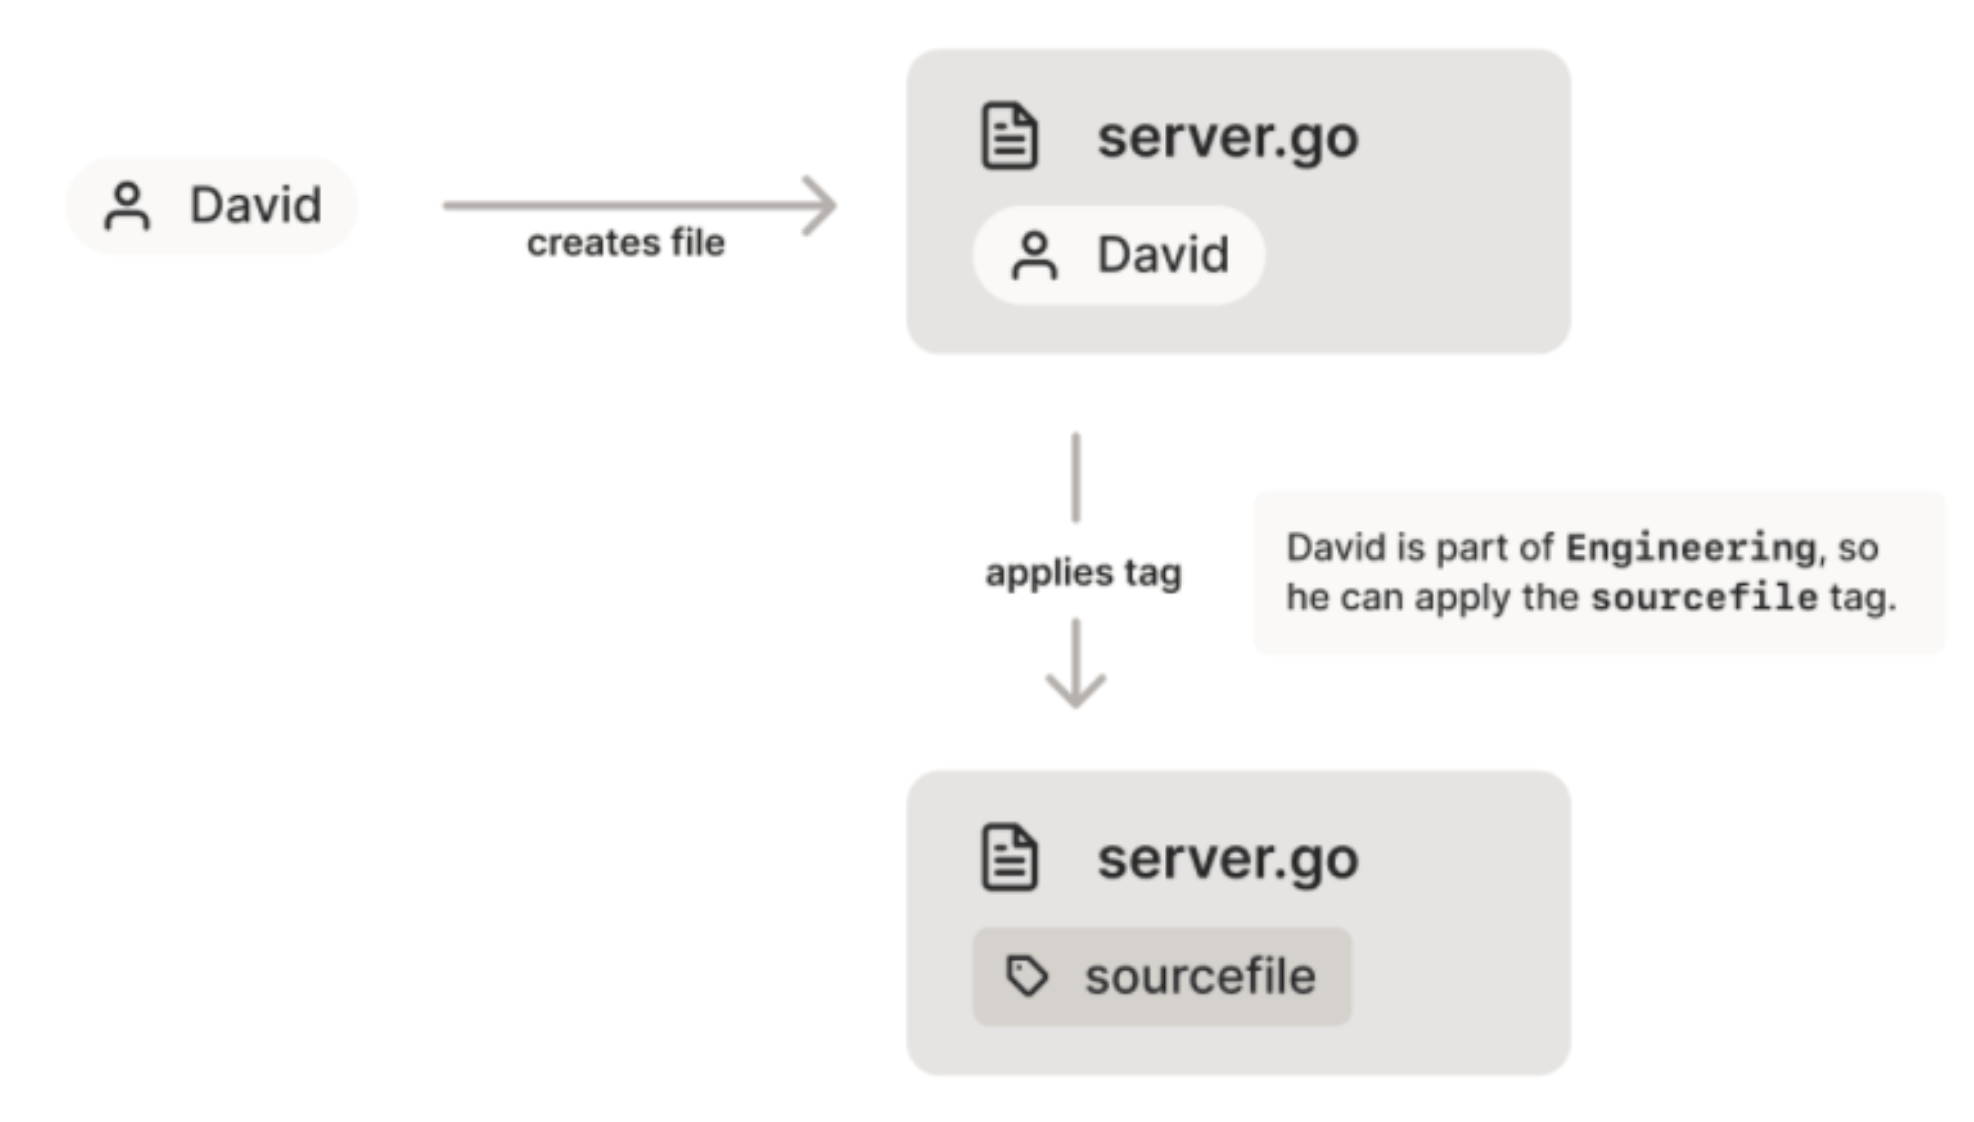 David
creates file
server.go
David
applies tag
David is part of Engineering, so
he can apply the sourcefile tag.
server.go
sourcefile